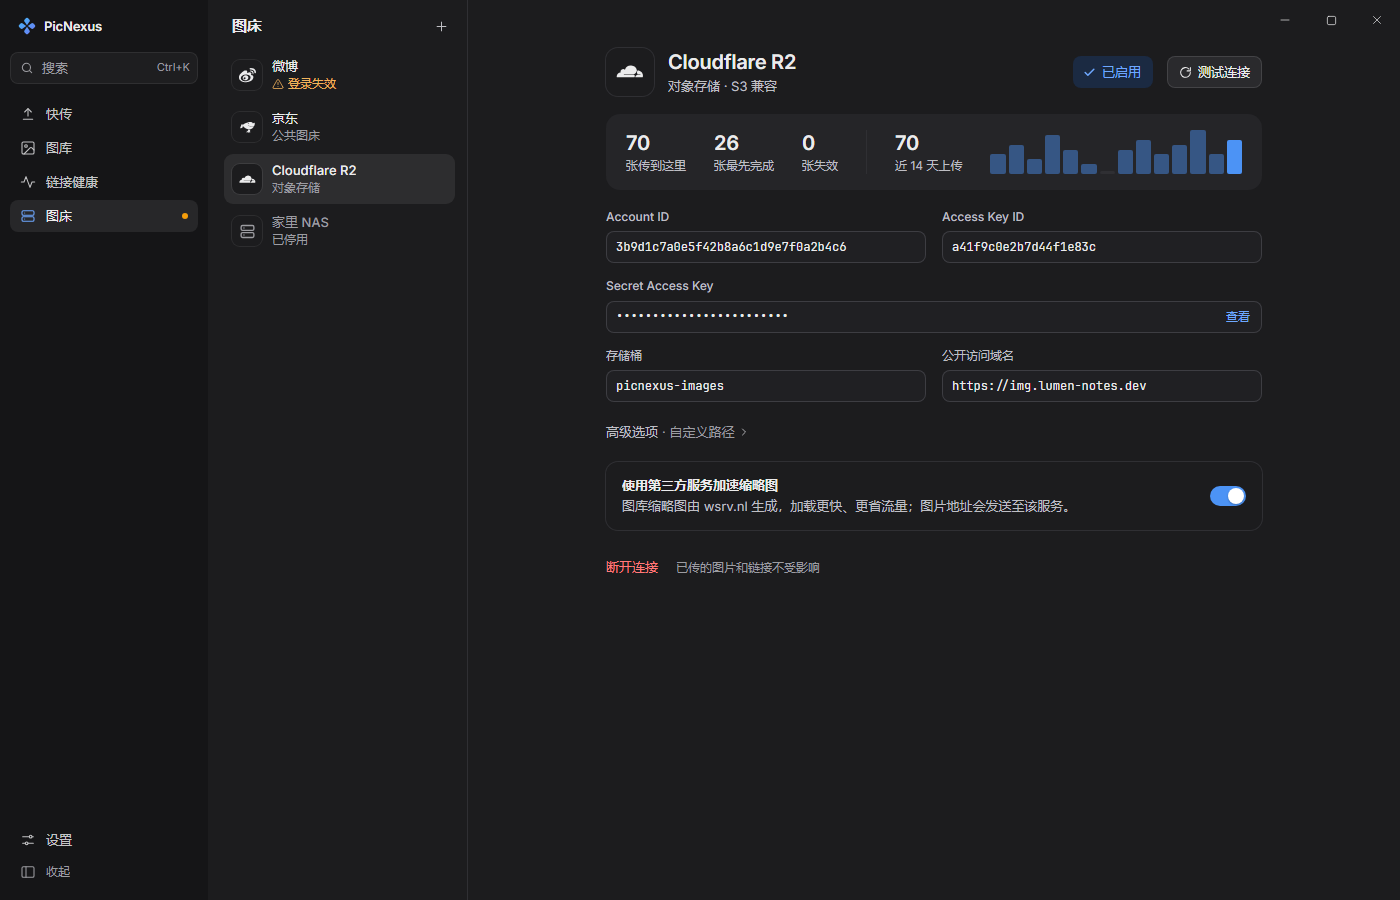 PicNexus
搜索 Ctrl+K
快传
图库
链接健康
图床
设置
收起
图床
微博
登录失效
京东
公共图床
Cloudflare R2
对象存储
家里 NAS
已停用
Cloudflare R2
对象存储 · S3 兼容
已启用
测试连接
70
张传到这里
26
张最先完成
0
张失效
70
近 14 天上传
Account ID
3b9d1c7a0e5f42b8a6c1d9e7f0a2b4c6
Access Key ID
a41f9c0e2b7d44f1e83c
Secret Access Key
••••••••••••••••••••••••
查看
存储桶
picnexus-images
公开访问域名
https://img.lumen-notes.dev
高级选项 · 自定义路径
使用第三方服务加速缩略图
图库缩略图由 wsrv.nl 生成，加载更快、更省流量；图片地址会发送至该服务。
断开连接 已传的图片和链接不受影响